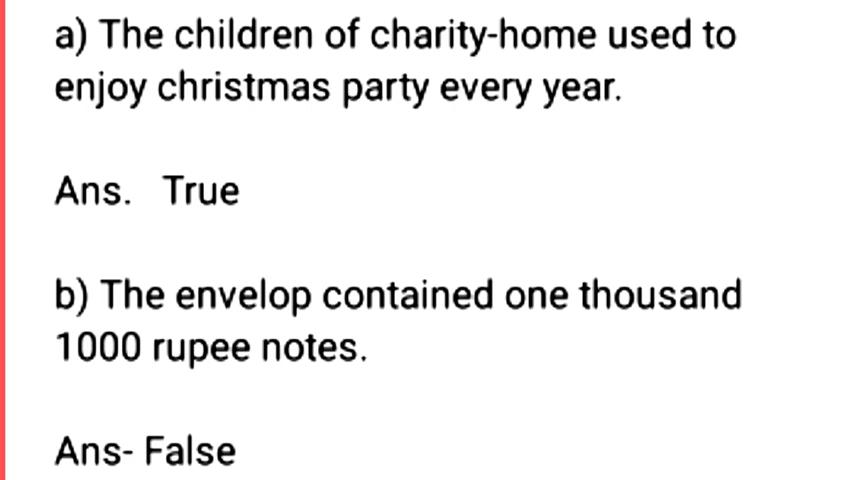 a) The children of charity-home used to
enjoy christmas party every year.
Ans. True
b) The envelop contained one thousand
1000 rupee notes.
Ans- False